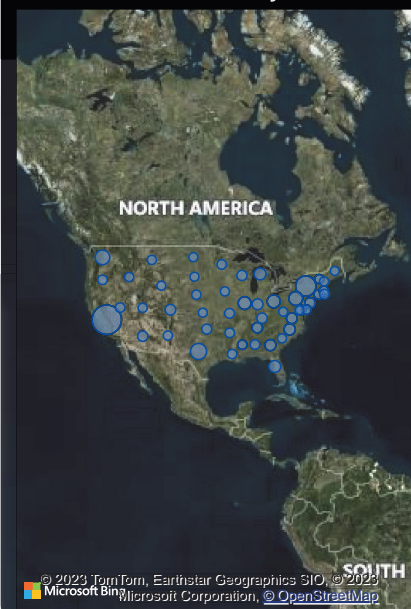 NORTH AMERICA
SOUTH
© 2023 TomTom, Earthstar Geographics SIO, © 2023
Microsoft Bing
Microsoft Corporation, © OpenStreetMap